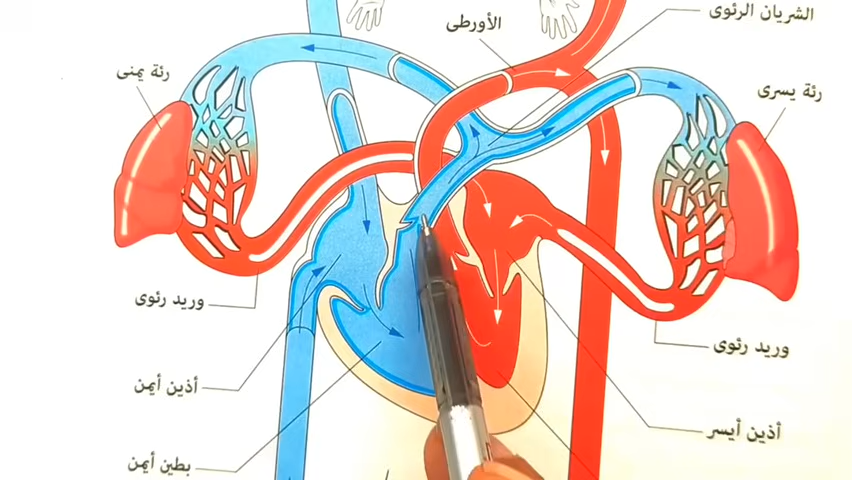 الشريان الرئوى
الأورطى
رئة يمنى
رئة يسرى
وريد رئوى
وريد رئوى
أذين أيمن
أذين أيسر
بطين أيمن